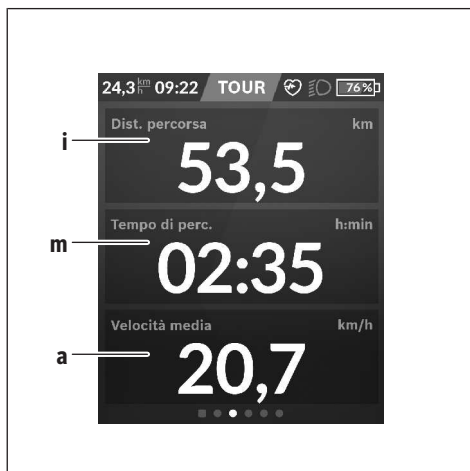 24,3 km/h 09:22 TOUR 76 %
i Dist. percorsa km
53,5
m Tempo di perc. h:min
02:35
a Velocità media km/h
20,7